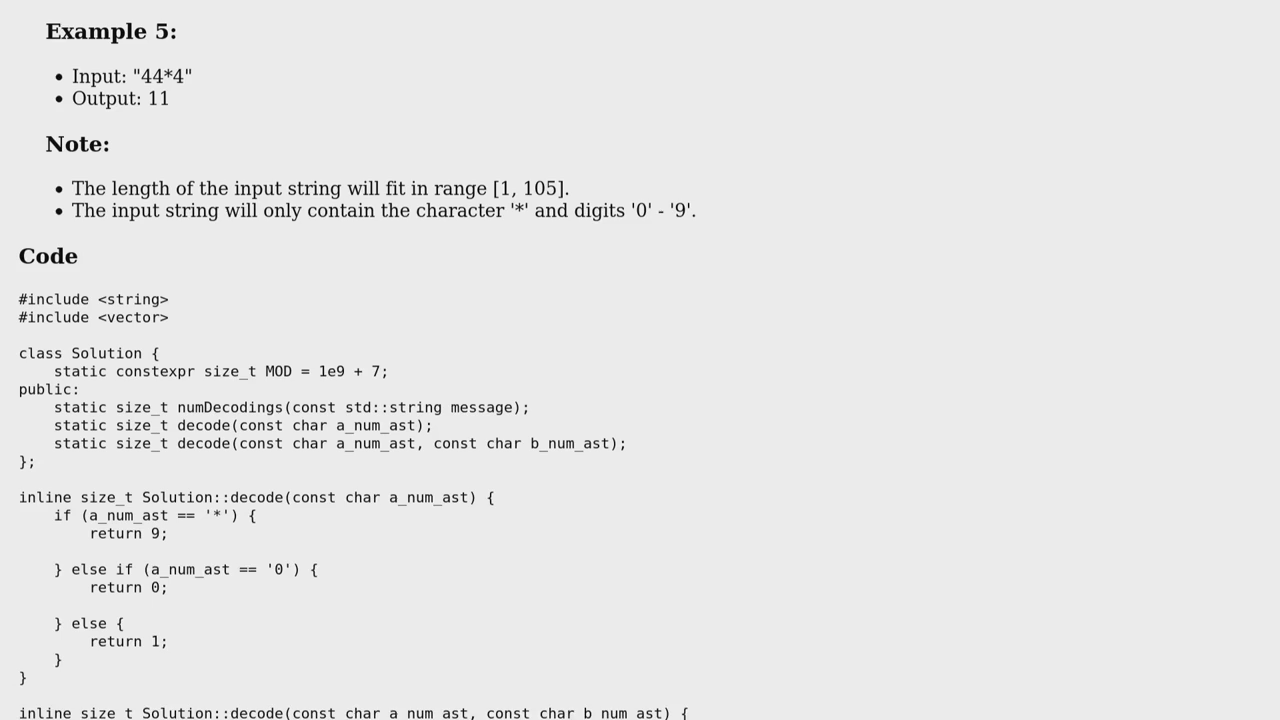 Example 5:
• Input: "44*4"
• Output: 11
Note:
• The length of the input string will fit in range [1, 105].
• The input string will only contain the character '*' and digits '0' - '9'.
Code
#include <string>
#include <vector>
class Solution {
    static constexpr size_t MOD = 1e9 + 7;
public:
    static size_t numDecodings(const std::string message);
    static size_t decode(const char a_num_ast);
    static size_t decode(const char a_num_ast, const char b_num_ast);
};
inline size_t Solution::decode(const char a_num_ast) {
    if (a_num_ast == '*') {
        return 9;
    } else if (a_num_ast == '0') {
        return 0;
    } else {
        return 1;
    }
}
inline size_t Solution::decode(const char a_num_ast, const char b_num_ast) {